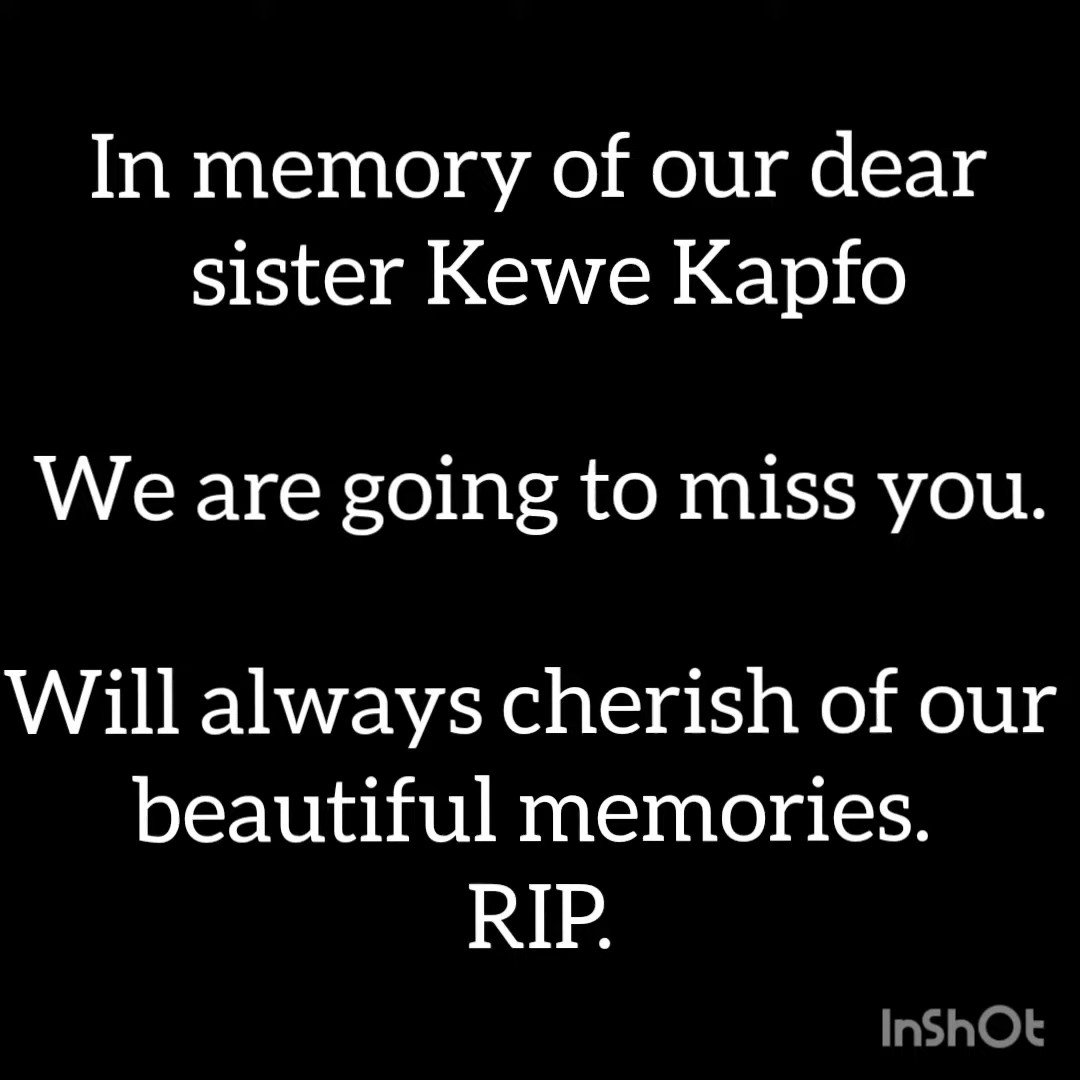 In memory of our dear
sister Kewe Kapfo
We are going to miss you.
Will always cherish of our
beautiful memories.
RIP.
InShOt